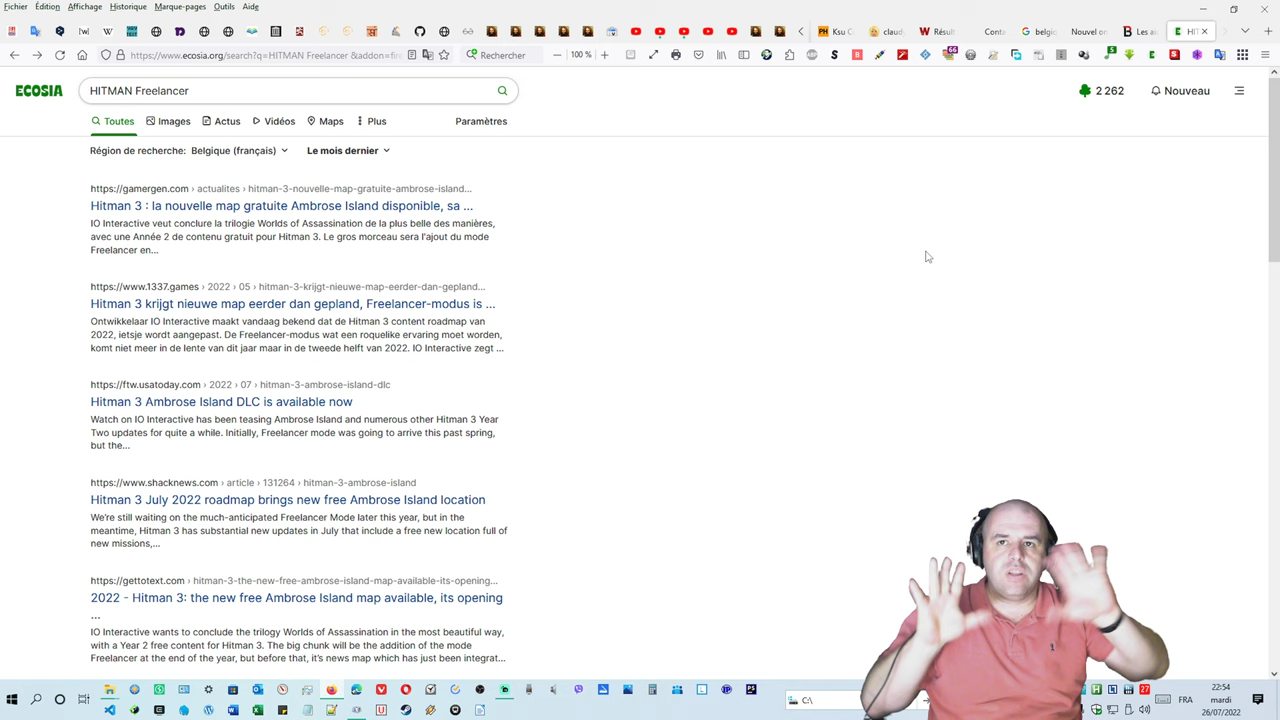 Fichier Édition Affichage Historique Marque-pages Outils Aide
Ksu C
claudy
Résult
Conta
belgiq
Nouvel on
Les as
HIT
https://www.ecosia.org/search?q=HITMAN Freelancer &addon=fire
Rechercher
100 %
66
5
ECOSIA
HITMAN Freelancer
2 262
Nouveau
Toutes Images Actus Vidéos Maps Plus Paramètres
Région de recherche: Belgique (français) Le mois dernier
https://gamergen.com › actualites › hitman-3-nouvelle-map-gratuite-ambrose-island...
Hitman 3 : la nouvelle map gratuite Ambrose Island disponible, sa ...
IO Interactive veut conclure la trilogie Worlds of Assassination de la plus belle des manières,
avec une Année 2 de contenu gratuit pour Hitman 3. Le gros morceau sera l'ajout du mode
Freelancer en...
https://www.1337.games › 2022 › 05 › hitman-3-krijgt-nieuwe-map-eerder-dan-gepland...
Hitman 3 krijgt nieuwe map eerder dan gepland, Freelancer-modus is ...
Ontwikkelaar IO Interactive maakt vandaag bekend dat de Hitman 3 content roadmap van
2022, ietsje wordt aangepast. De Freelancer-modus wat een roquelike ervaring moet worden,
komt niet meer in de lente van dit jaar maar in de tweede helft van 2022. IO Interactive zegt ...
https://ftw.usatoday.com › 2022 › 07 › hitman-3-ambrose-island-dlc
Hitman 3 Ambrose Island DLC is available now
Watch on IO Interactive has been teasing Ambrose Island and numerous other Hitman 3 Year
Two updates for quite a while. Initially, Freelancer mode was going to arrive this past spring,
but the...
https://www.shacknews.com › article › 131264 › hitman-3-ambrose-island
Hitman 3 July 2022 roadmap brings new free Ambrose Island location
We're still waiting on the much-anticipated Freelancer Mode later this year, but in the
meantime, Hitman 3 has substantial new updates in July that include a free new location full of
new missions,...
https://gettotext.com › hitman-3-the-new-free-ambrose-island-map-available-its-opening...
2022 - Hitman 3: the new free Ambrose Island map available, its opening
...
IO Interactive wants to conclude the trilogy Worlds of Assassination in the most beautiful way,
with a Year 2 free content for Hitman 3. The big chunk will be the addition of the mode
Freelancer at the end of the year, but before that, it's news map which has just been integrat...
C:\
27
FR
22:54
mardi
26/07/2022